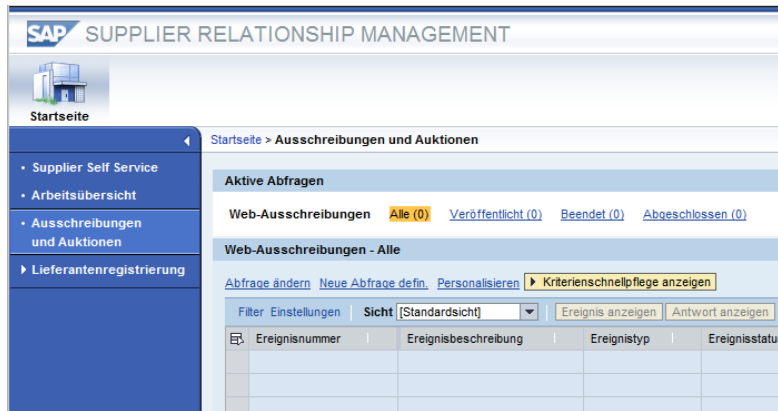 SAP SUPPLIER RELATIONSHIP MANAGEMENT
Startseite
Startseite > Ausschreibungen und Auktionen
Supplier Self Service
Arbeitsübersicht
Ausschreibungen
und Auktionen
Lieferantenregistrierung
Aktive Abfragen
Web-Ausschreibungen Alle (0) Veröffentlicht (0) Beendet (0) Abgeschlossen (0)
Web-Ausschreibungen - Alle
Abfrage ändern Neue Abfrage defin. Personalisieren Kriterienschnellpflege anzeigen
Filter Einstellungen Sicht [Standardsicht] Ereignis anzeigen Antwort anzeigen
Ereignisnummer Ereignisbeschreibung Ereignistyp Ereignisstatu